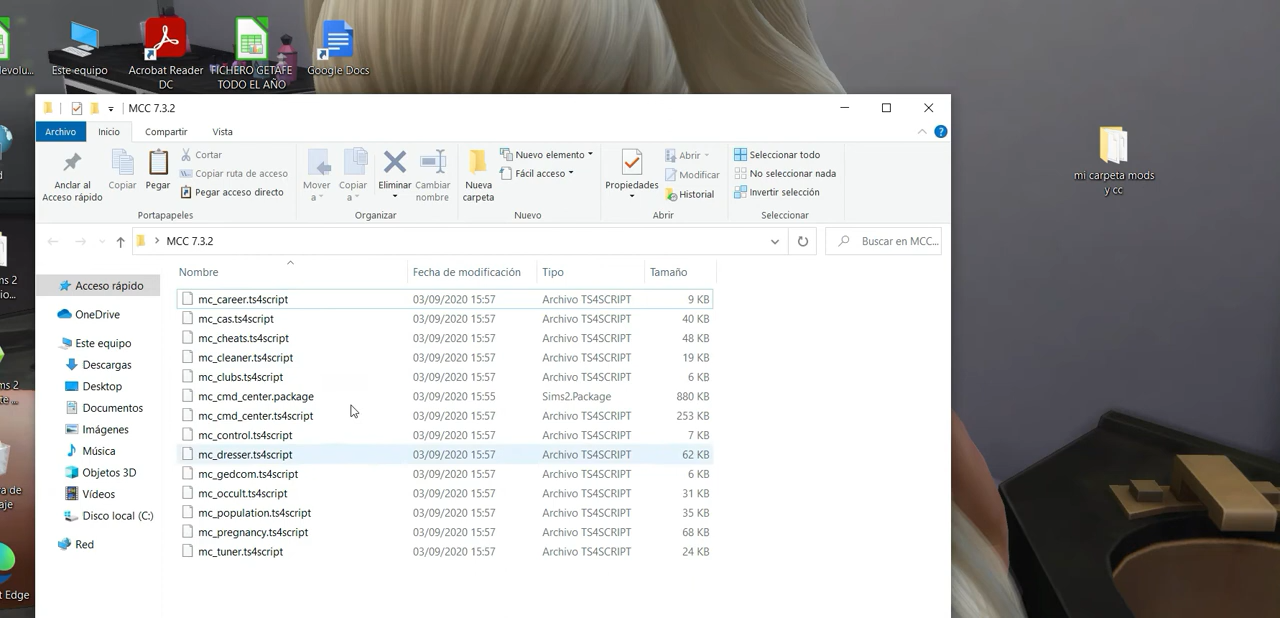 devolu...
Este equipo
Acrobat Reader
DC
FICHERO GETAFE
TODO EL AÑO
Google Docs
MCC 7.3.2
Archivo
Inicio
Compartir
Vista
Anclar al
Acceso rápido
Copiar
Pegar
Cortar
Copiar ruta de acceso
Pegar acceso directo
Portapapeles
Mover
a
Copiar
a
Eliminar
Cambiar
nombre
Organizar
Nueva
carpeta
Nuevo elemento
Fácil acceso
Nuevo
Propiedades
Abrir
Modificar
Historial
Abrir
Seleccionar todo
No seleccionar nada
Invertir selección
Seleccionar
MCC 7.3.2
Buscar en MCC...
Nombre Fecha de modificación Tipo Tamaño
mc_career.ts4script 03/09/2020 15:57 Archivo TS4SCRIPT 9 KB
mc_cas.ts4script 03/09/2020 15:57 Archivo TS4SCRIPT 40 KB
mc_cheats.ts4script 03/09/2020 15:57 Archivo TS4SCRIPT 48 KB
mc_cleaner.ts4script 03/09/2020 15:57 Archivo TS4SCRIPT 19 KB
mc_clubs.ts4script 03/09/2020 15:57 Archivo TS4SCRIPT 6 KB
mc_cmd_center.package 03/09/2020 15:55 Sims2.Package 880 KB
mc_cmd_center.ts4script 03/09/2020 15:57 Archivo TS4SCRIPT 253 KB
mc_control.ts4script 03/09/2020 15:57 Archivo TS4SCRIPT 7 KB
mc_dresser.ts4script 03/09/2020 15:57 Archivo TS4SCRIPT 62 KB
mc_gedcom.ts4script 03/09/2020 15:57 Archivo TS4SCRIPT 6 KB
mc_occult.ts4script 03/09/2020 15:57 Archivo TS4SCRIPT 31 KB
mc_population.ts4script 03/09/2020 15:57 Archivo TS4SCRIPT 35 KB
mc_pregnancy.ts4script 03/09/2020 15:57 Archivo TS4SCRIPT 68 KB
mc_tuner.ts4script 03/09/2020 15:57 Archivo TS4SCRIPT 24 KB
Acceso rápido
OneDrive
Este equipo
Descargas
Desktop
Documentos
Imágenes
Música
Objetos 3D
Vídeos
Disco local (C:)
Red
mi carpeta mods
y cc
ms 2
io...
ms 2
te ...
ra de
aje
t Edge